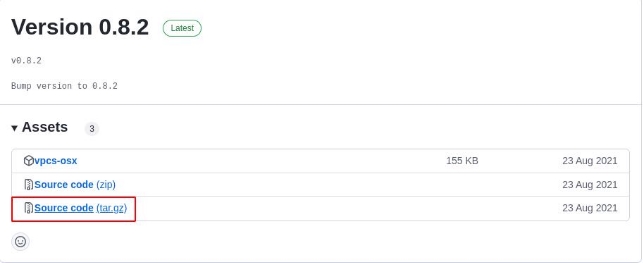 Version 0.8.2 Latest
v0.8.2
Bump version to 0.8.2
Assets 3
vpcs-osx 155 KB 23 Aug 2021
Source code (zip) 23 Aug 2021
Source code (tar.gz) 23 Aug 2021